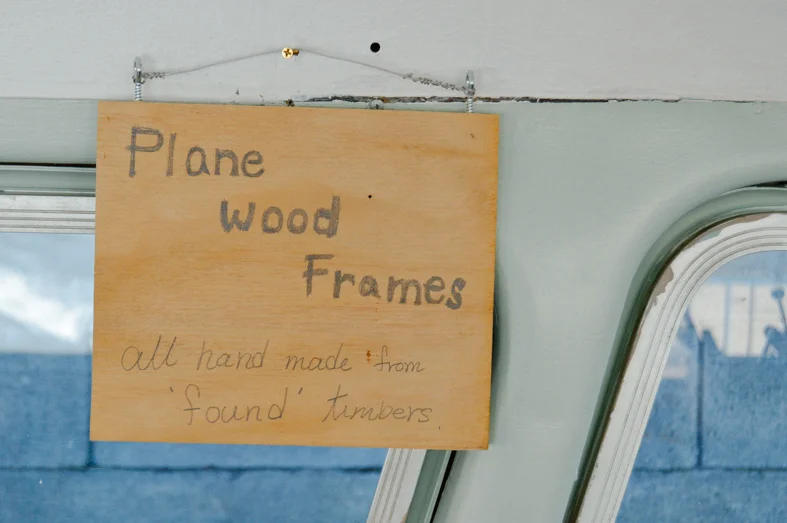 Plane
Wood
Frames
all hand made from
'found' timbers.